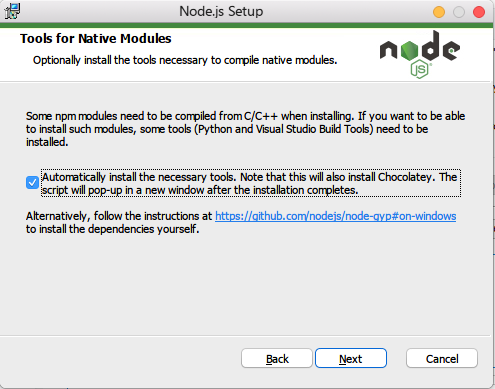 Node.js Setup
Tools for Native Modules
Optionally install the tools necessary to compile native modules.
node
JS
Some npm modules need to be compiled from C/C++ when installing. If you want to be able
to install such modules, some tools (Python and Visual Studio Build Tools) need to be
installed.
Automatically install the necessary tools. Note that this will also install Chocolatey. The
script will pop-up in a new window after the installation completes.
Alternatively, follow the instructions at https://github.com/nodejs/node-gyp#on-windows
to install the dependencies yourself.
Back Next Cancel